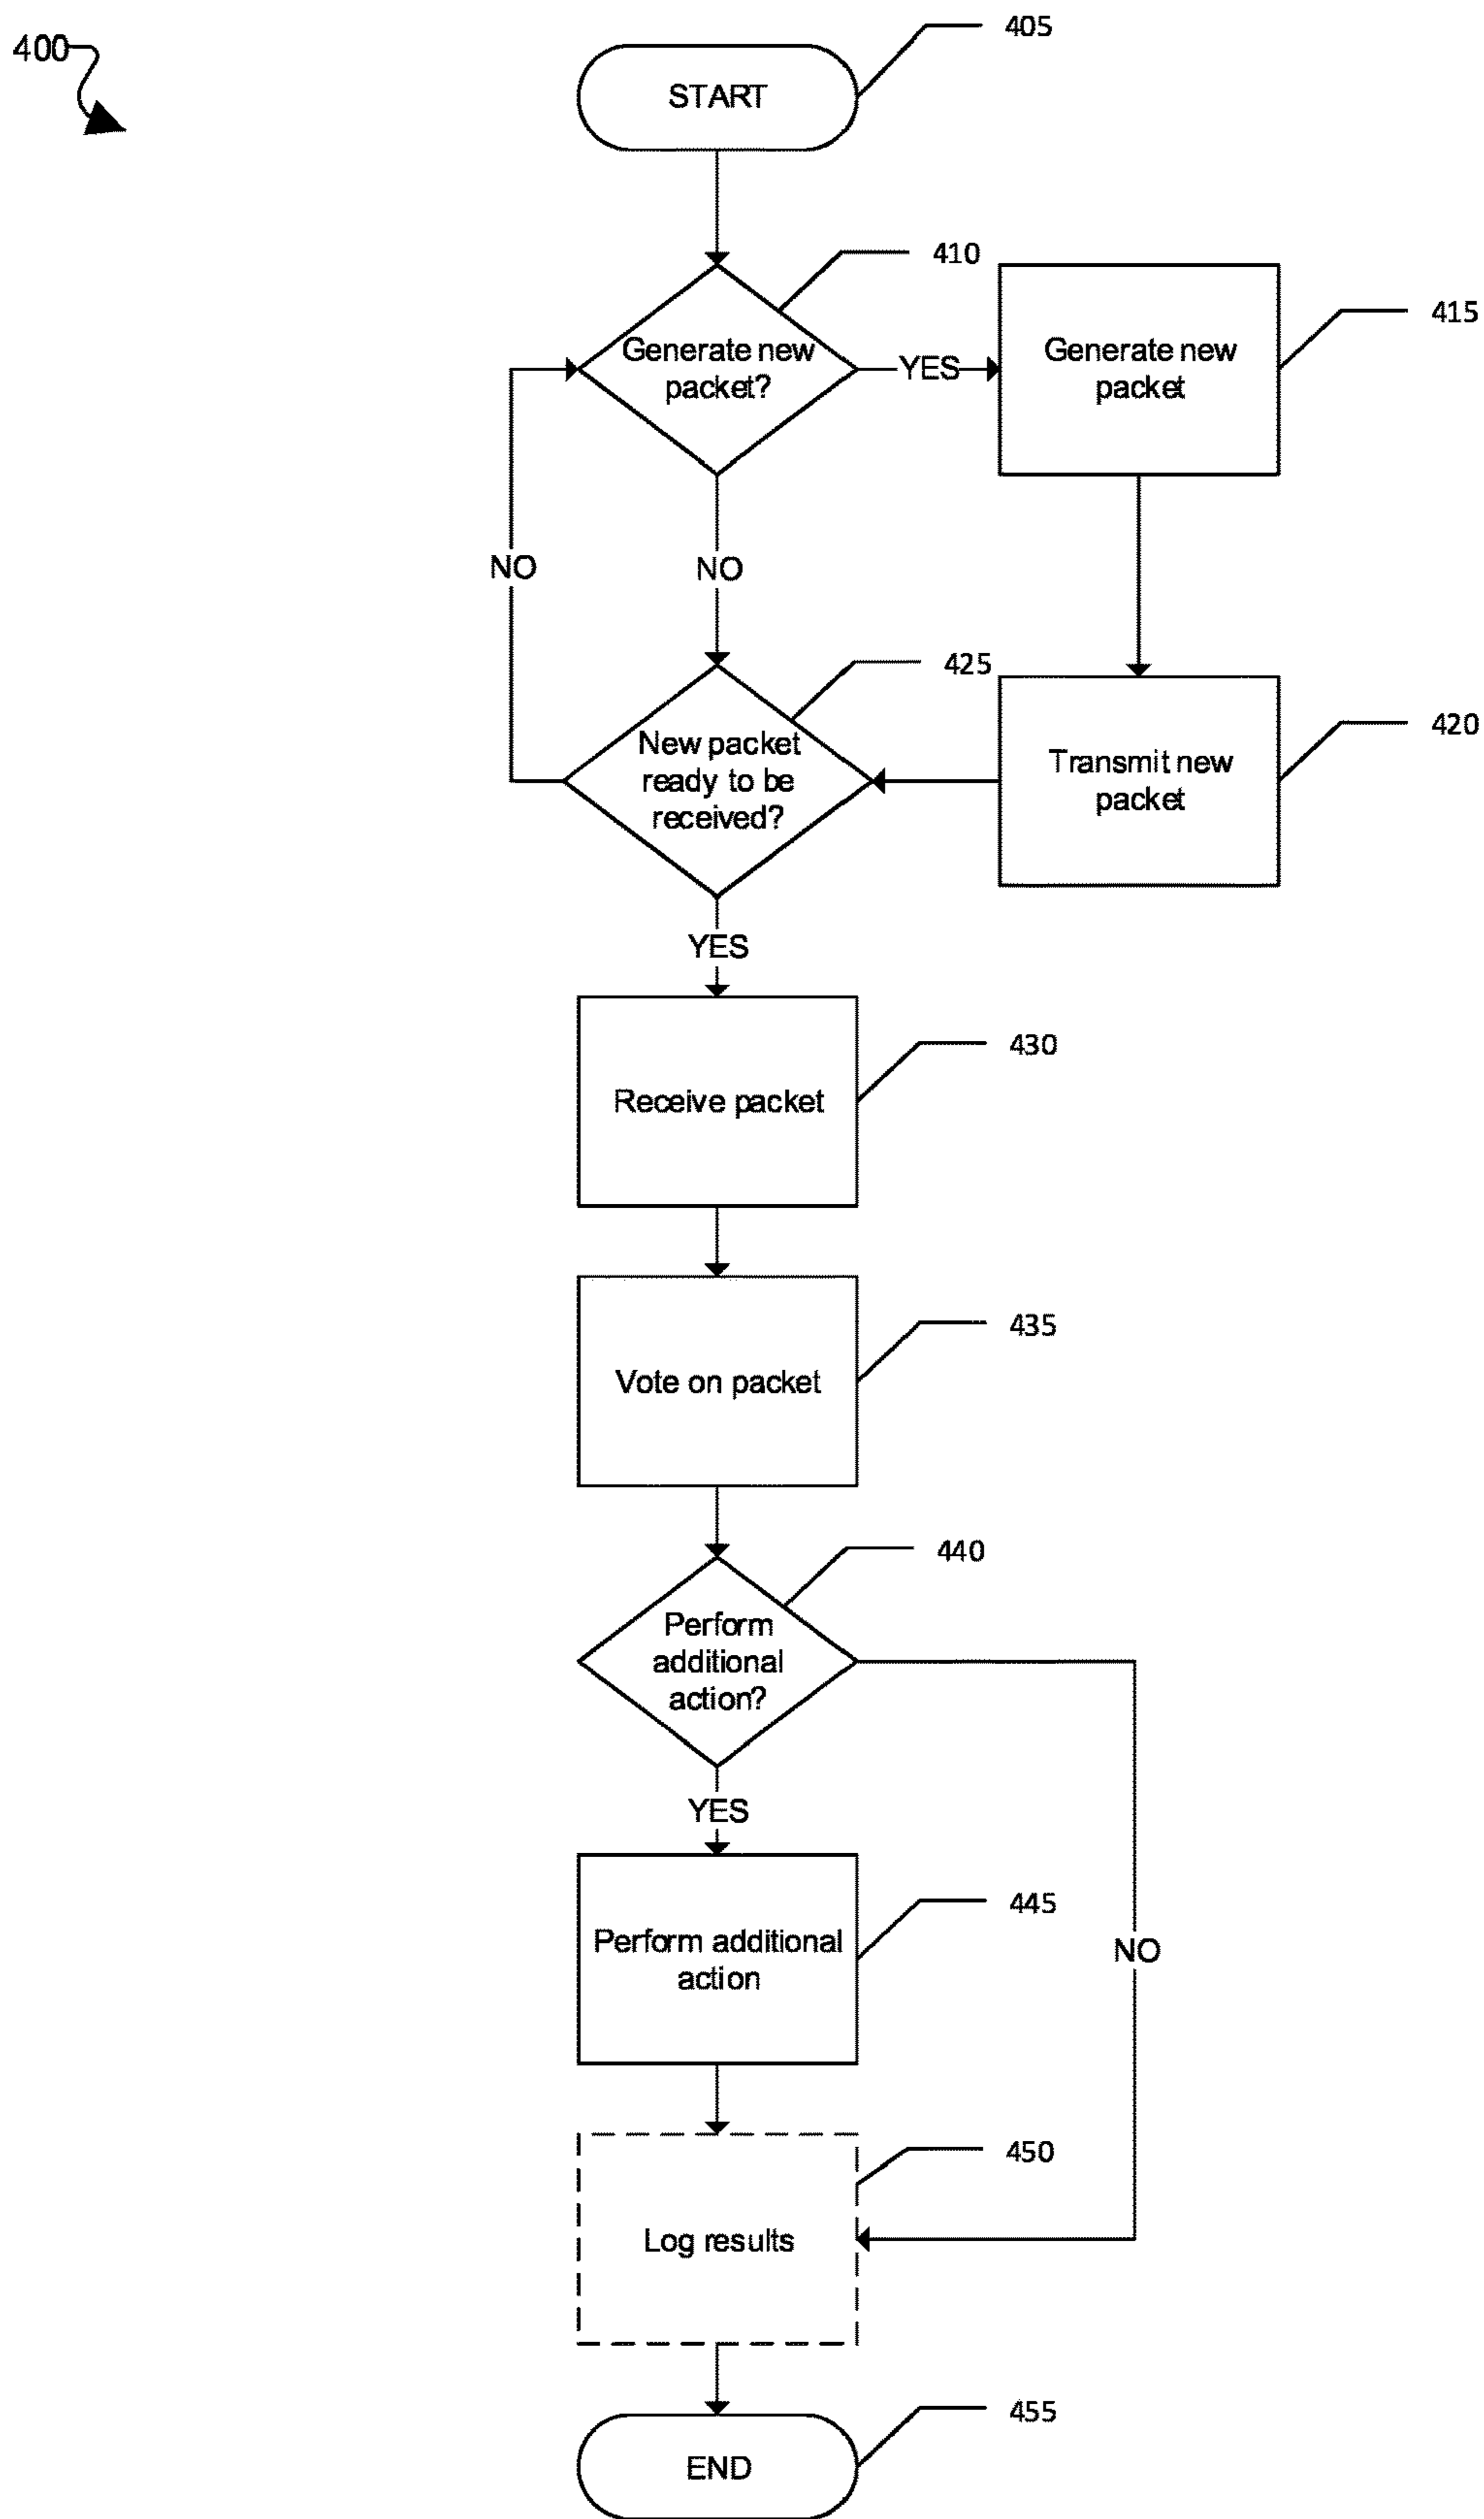 400
405
START
410
415
Generate new
packet?
YES
Generate new
packet
NO
NO
425
420
New packet
ready to be
received?
Transmit new
packet
YES
430
Receive packet
435
Vote on packet
440
Perform
additional
action?
YES
445
Perform additional
action
NO
450
Log results
455
END